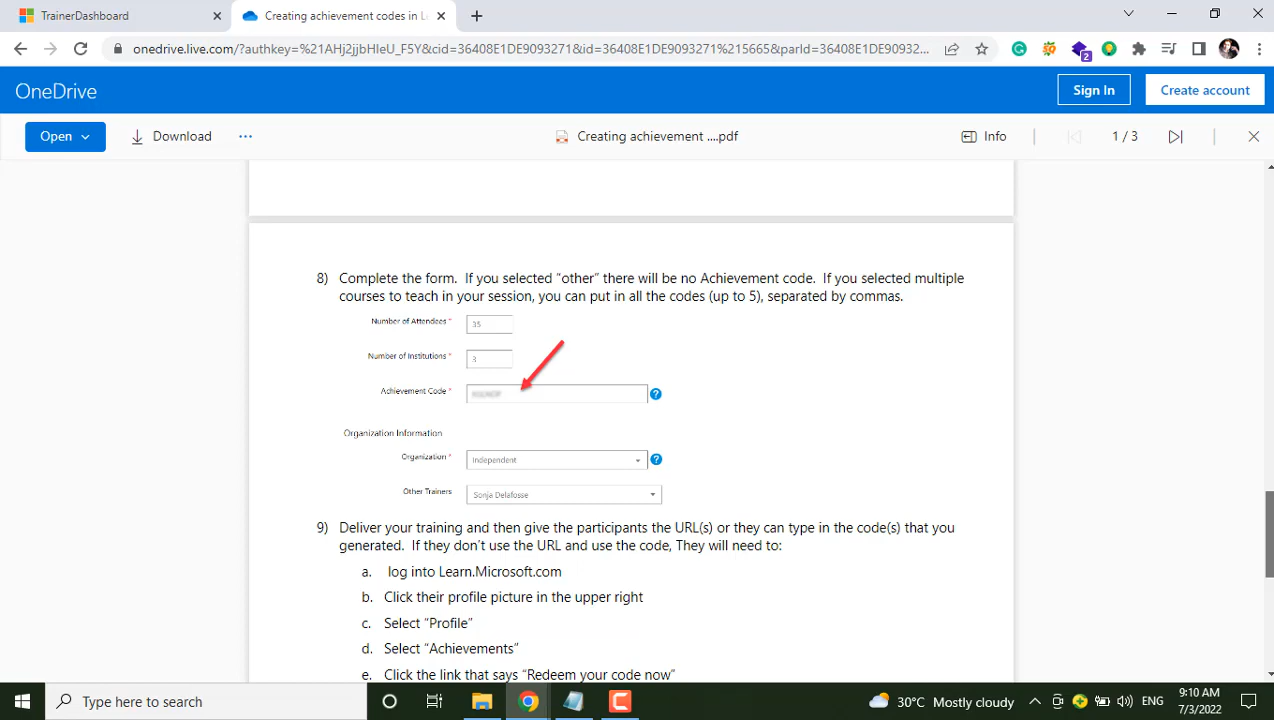 TrainerDashboard
Creating achievement codes in L
onedrive.live.com/?authkey=%21AHj2jjbHIeU_F5Y&cid=36408E1DE9093271&id=36408E1DE9093271%215665&parId=36408E1DE90932...
2
OneDrive
Sign In
Create account
Open
Download
Creating achievement ....pdf
Info
1 / 3
8) Complete the form. If you selected “other” there will be no Achievement code. If you selected multiple
courses to teach in your session, you can put in all the codes (up to 5), separated by commas.
Number of Attendees * 35
Number of Institutions * 3
Achievement Code *
Organization Information
Organization * Independent
Other Trainers Sonja Delafosse
9) Deliver your training and then give the participants the URL(s) or they can type in the code(s) that you
generated. If they don't use the URL and use the code, They will need to:
a. log into Learn.Microsoft.com
b. Click their profile picture in the upper right
c. Select “Profile”
d. Select “Achievements”
e. Click the link that says “Redeem your code now”
Type here to search
30°C Mostly cloudy
ENG
9:10 AM
7/3/2022